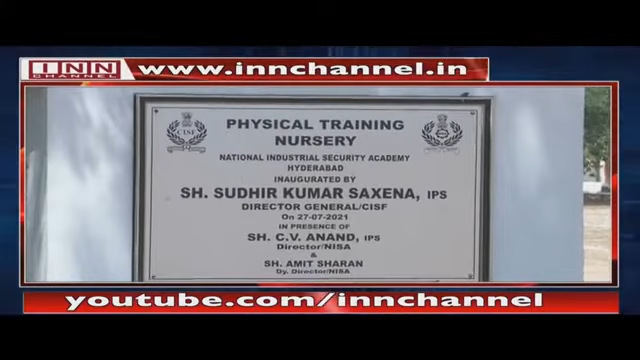 INN
CHANNEL
www.innchannel.in
CISF
PHYSICAL TRAINING
NURSERY
NATIONAL INDUSTRIAL SECURITY ACADEMY
HYDERABAD
INAUGURATED BY
SH. SUDHIR KUMAR SAXENA, IPS
DIRECTOR GENERAL/CISF
On 27-07-2021
IN PRESENCE OF
SH. C.V. ANAND, IPS
Director/NISA
&
SH. AMIT SHARAN
Dy. Director/NISA
youtube.com/innchannel